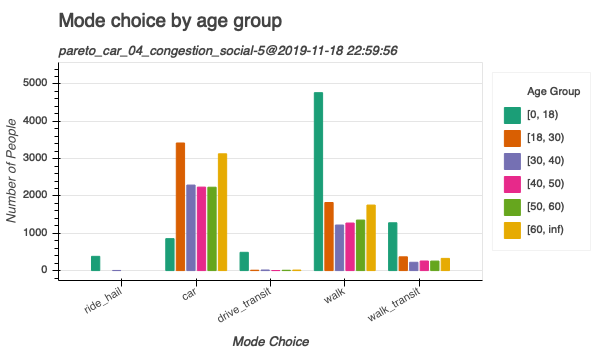 Mode choice by age group
pareto_car_04_congestion_social-5@2019-11-18 22:59:56
Number of People
5000
4000
3000
2000
1000
0
ride_hail
car
drive_transit
walk
walk_transit
Mode Choice
Age Group
[0, 18)
[18, 30)
[30, 40)
[40, 50)
[50, 60)
[60, inf)